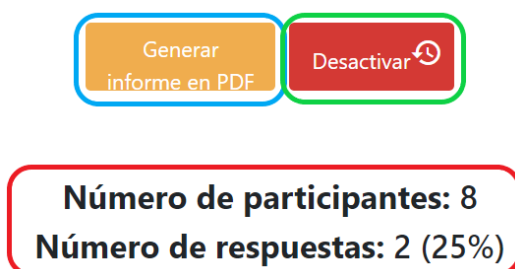 Generar
informe en PDF
Desactivar
Número de participantes: 8
Número de respuestas: 2 (25%)